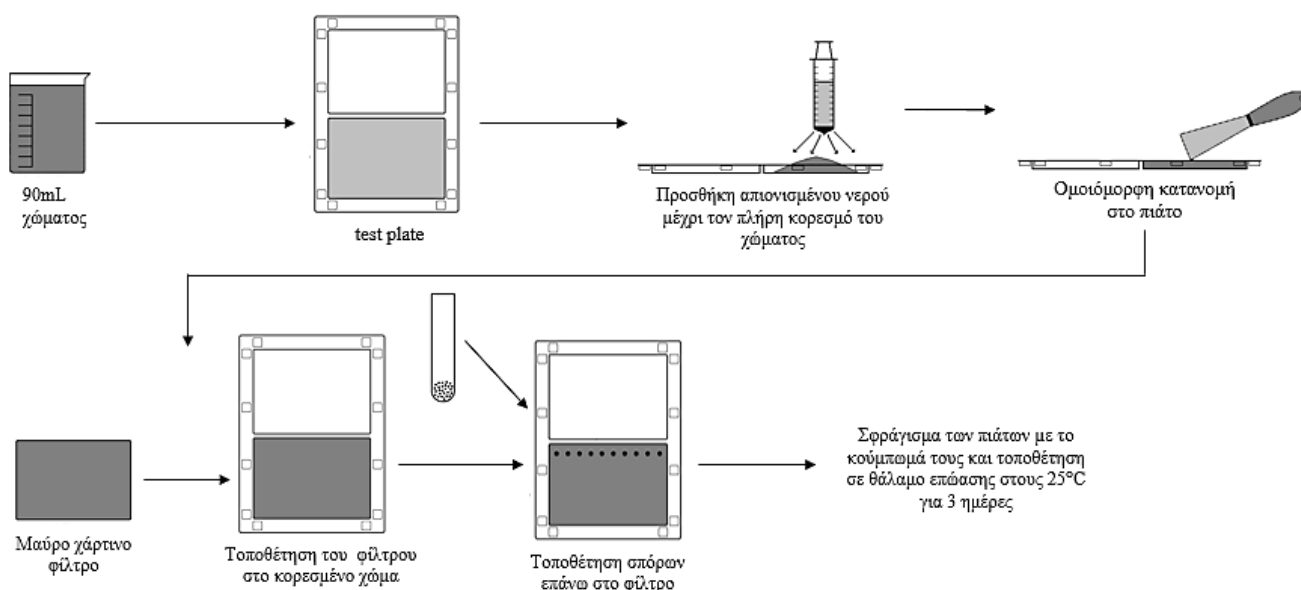 90mL
χώματος
test plate
Προσθήκη απιονισμένου νερού
μέχρι τον πλήρη κορεσμό του
χώματος
Ομοιόμορφη κατανομή
στο πιάτο
Μαύρο χάρτινο
φίλτρο
Τοποθέτηση του φίλτρου
στο κορεσμένο χώμα
Τοποθέτηση σπόρων
επάνω στο φίλτρο
Σφράγισμα των πιάτων με το
κούμπωμά τους και τοποθέτηση
σε θάλαμο επώασης στους 25°C
για 3 ημέρες